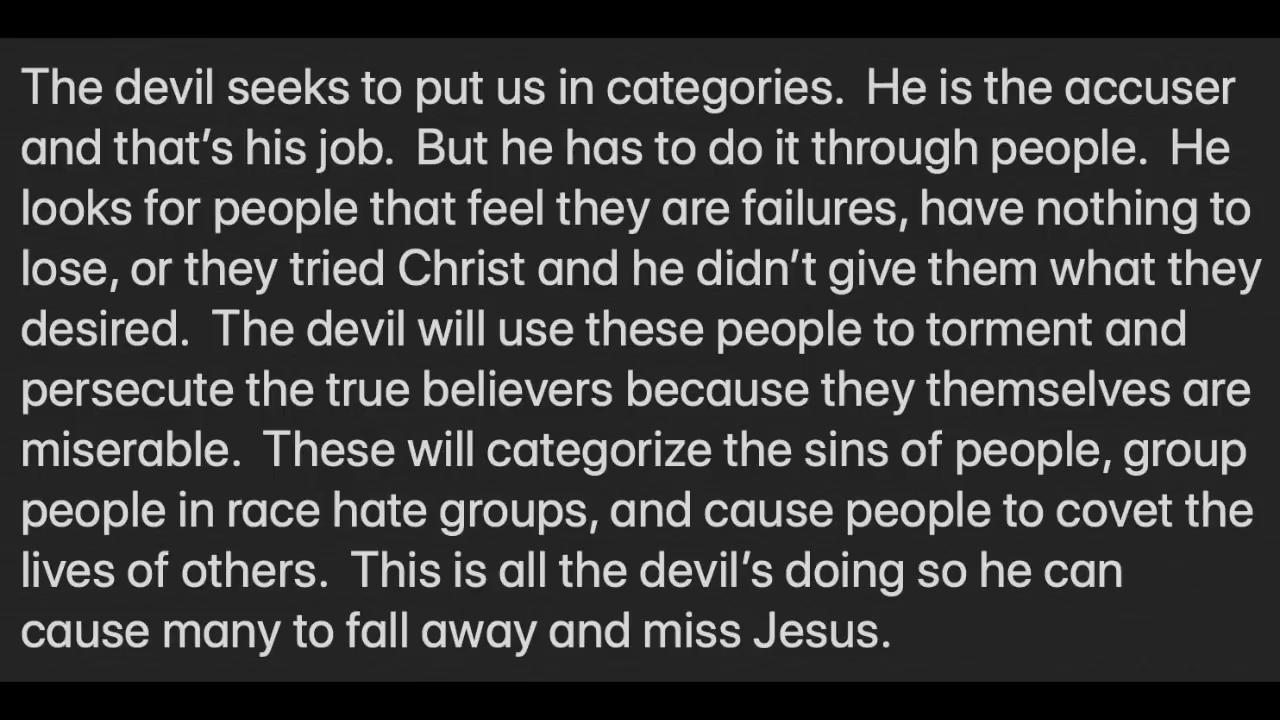 The devil seeks to put us in categories.  He is the accuser
and that’s his job.  But he has to do it through people.  He
looks for people that feel they are failures, have nothing to
lose, or they tried Christ and he didn’t give them what they
desired.  The devil will use these people to torment and
persecute the true believers because they themselves are
miserable.  These will categorize the sins of people, group
people in race hate groups, and cause people to covet the
lives of others.  This is all the devil’s doing so he can
cause many to fall away and miss Jesus.